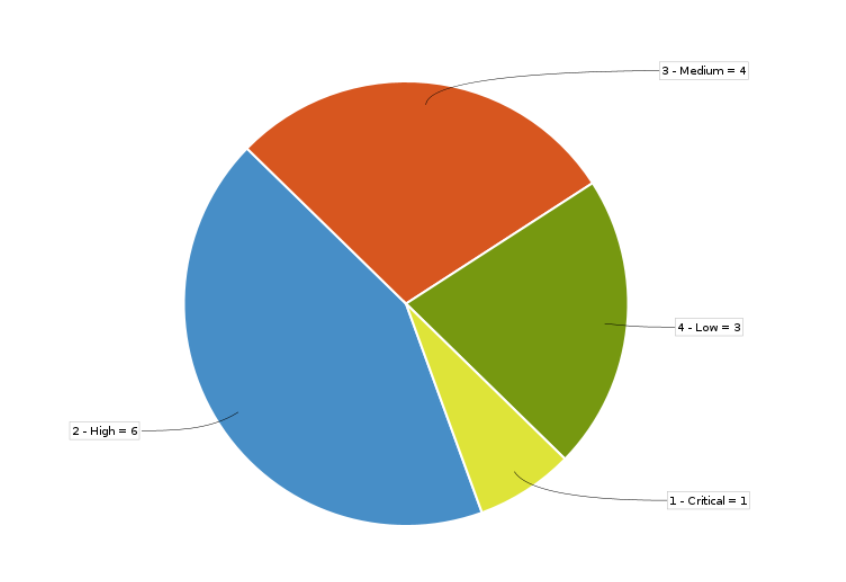 3 - Medium = 4
4 - Low = 3
2 - High = 6
1 - Critical = 1